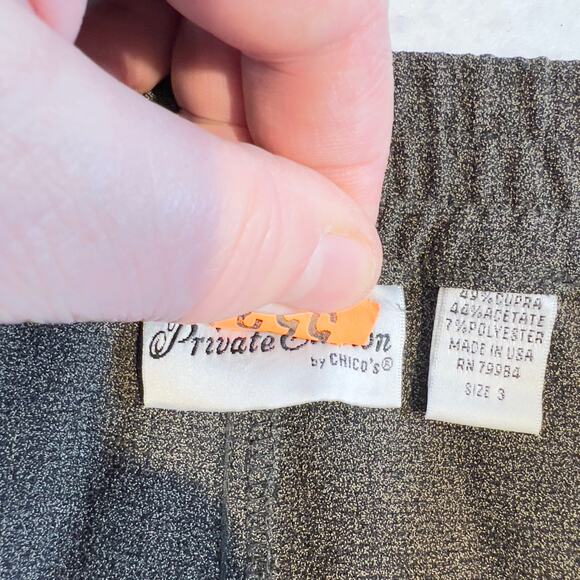 Private
by CHICO'S®
49% CUPRA
44% ACETATE
7% POLYESTER
MADE IN USA
RN 79984
SIZE 3